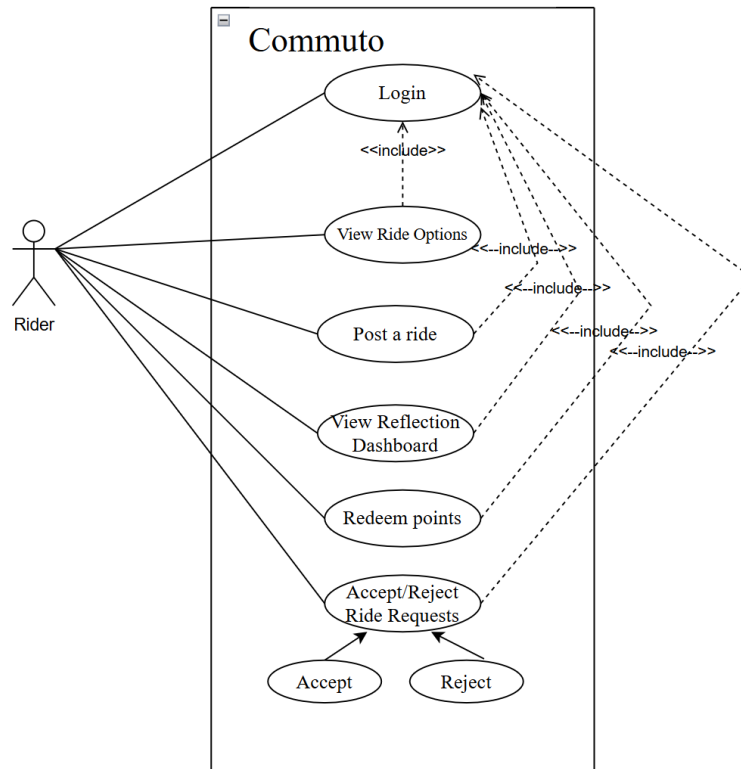 Commuto
Login
<<include>>
View Ride Options
<<--include-->>
<<--include-->>
Rider
Post a ride
<<--include-->>
<<--include-->>
View Reflection
Dashboard
Redeem points
Accept/Reject
Ride Requests
Accept
Reject